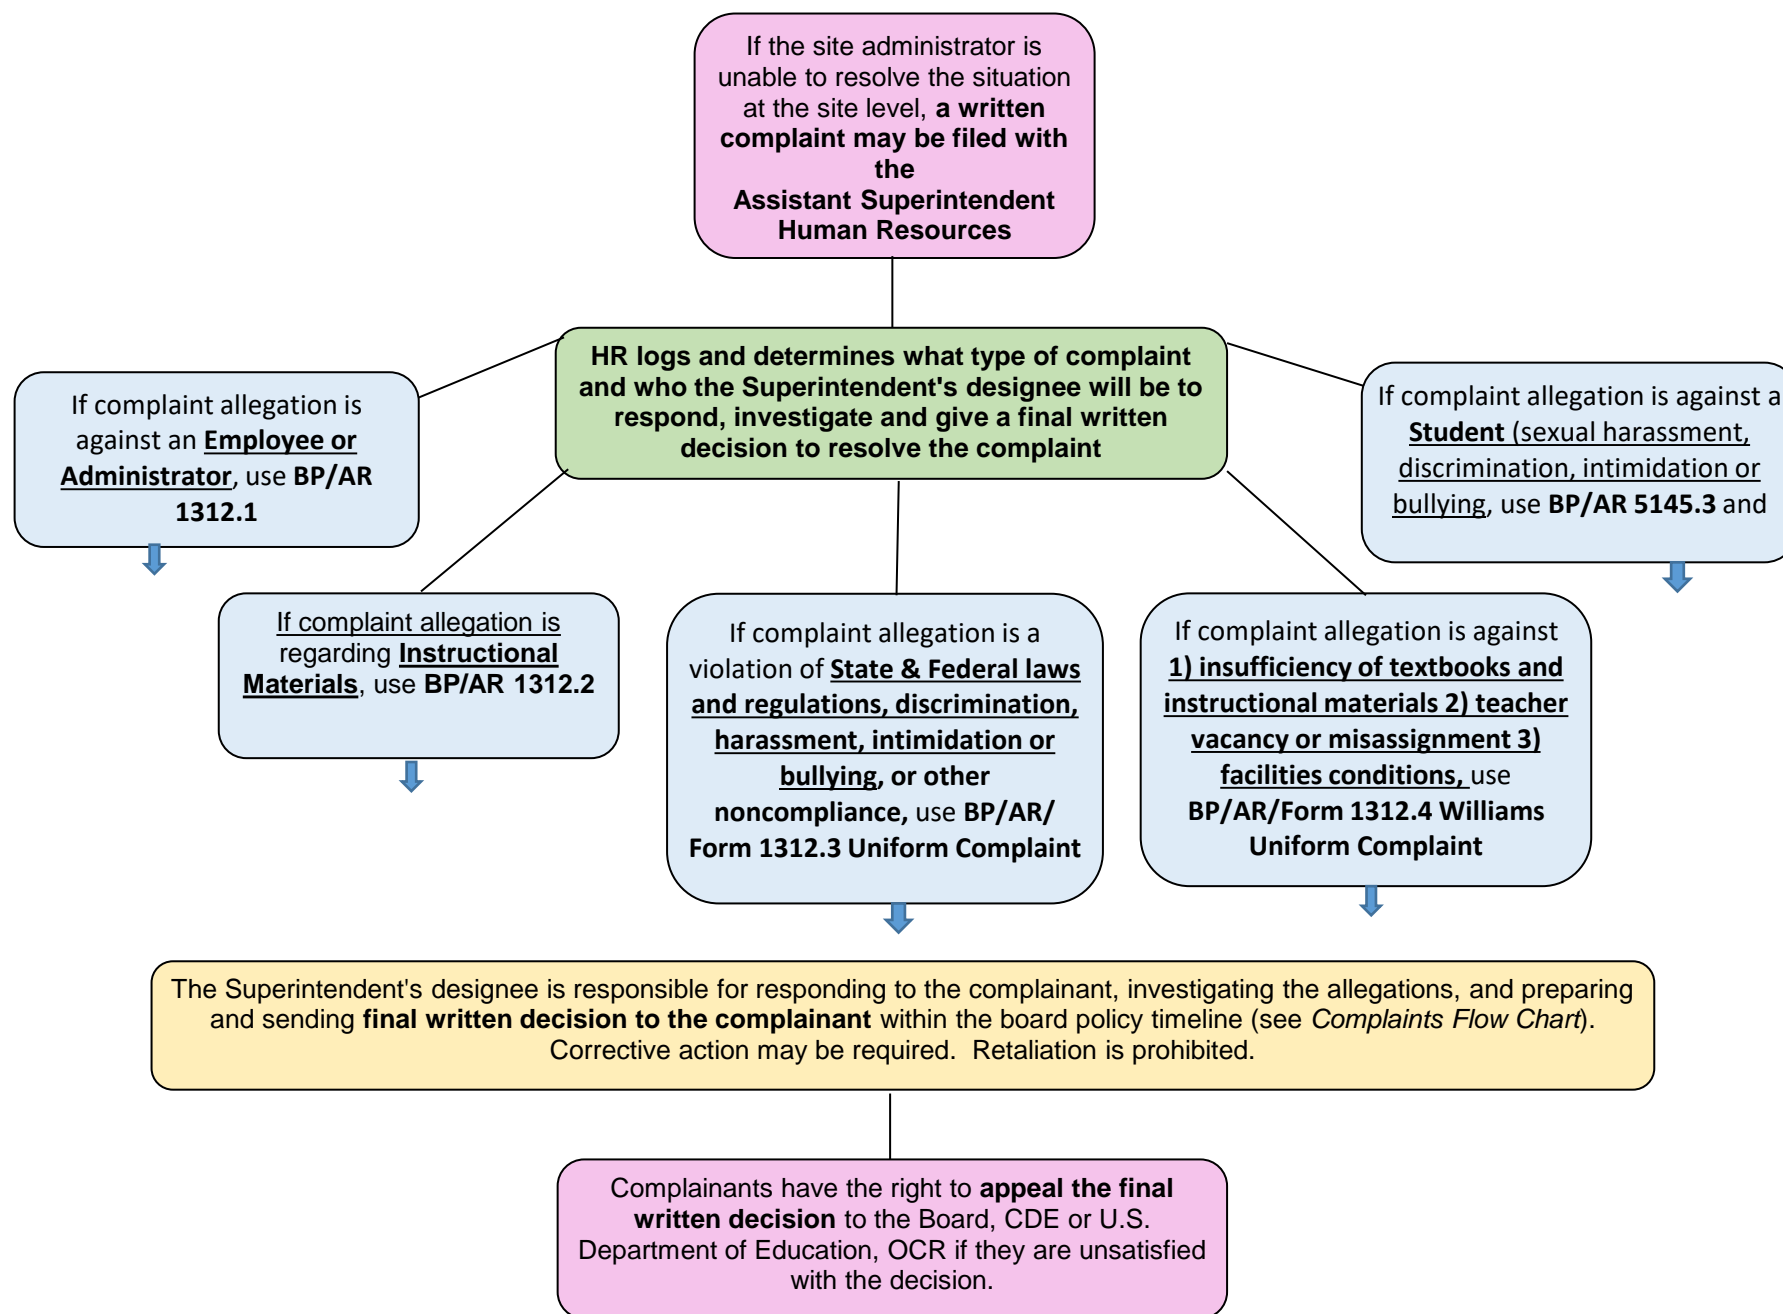 If the site administrator is
unable to resolve the situation
at the site level, a written
complaint may be filed with
the
Assistant Superintendent
Human Resources
HR logs and determines what type of complaint
and who the Superintendent's designee will be to
respond, investigate and give a final written
decision to resolve the complaint
If complaint allegation is
against an Employee or
Administrator, use BP/AR
1312.1
If complaint allegation is against a
Student (sexual harassment,
discrimination, intimidation or
bullying, use BP/AR 5145.3 and
If complaint allegation is
regarding Instructional
Materials, use BP/AR 1312.2
If complaint allegation is a
violation of State & Federal laws
and regulations, discrimination,
harassment, intimidation or
bullying, or other
noncompliance, use BP/AR/
Form 1312.3 Uniform Complaint
If complaint allegation is against
1) insufficiency of textbooks and
instructional materials 2) teacher
vacancy or misassignment 3)
facilities conditions, use
BP/AR/Form 1312.4 Williams
Uniform Complaint
The Superintendent's designee is responsible for responding to the complainant, investigating the allegations, and preparing
and sending final written decision to the complainant within the board policy timeline (see Complaints Flow Chart).
Corrective action may be required.  Retaliation is prohibited.
Complainants have the right to appeal the final
written decision to the Board, CDE or U.S.
Department of Education, OCR if they are unsatisfied
with the decision.